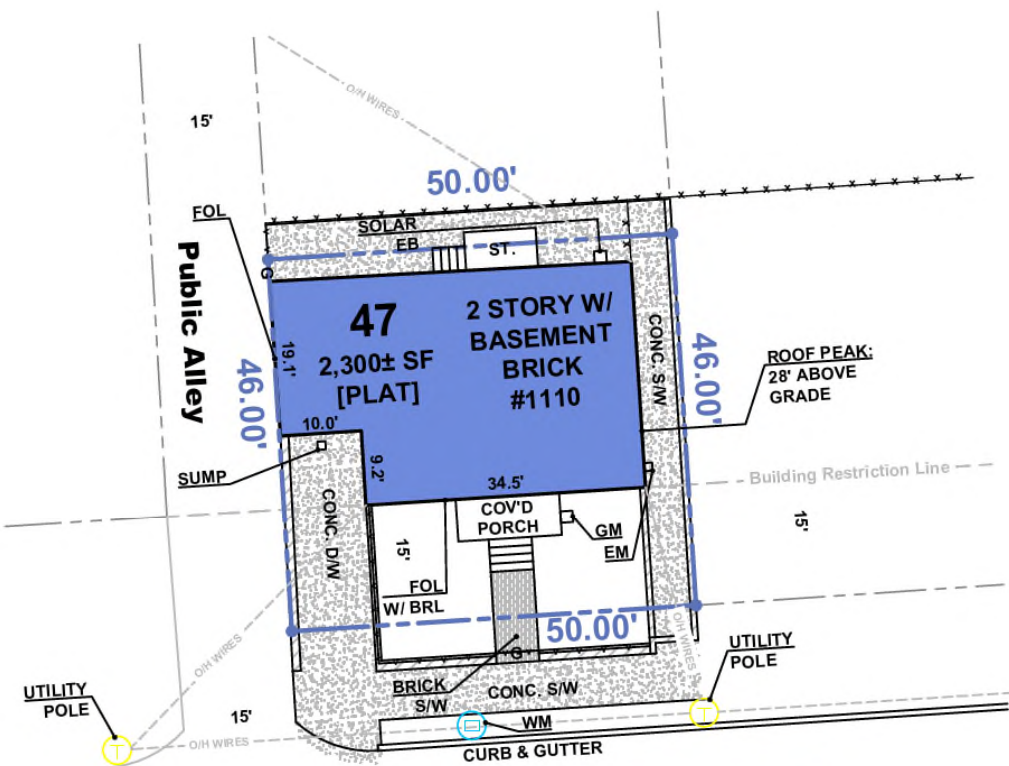 O/H WIRES
15'
50.00'
FOL
SOLAR
EB
ST.
G
Public Alley
47
2,300± SF
[PLAT]
2 STORY W/
BASEMENT
BRICK
#1110
19.1'
46.00'
CONC. S/W
46.00'
ROOF PEAK:
28' ABOVE
GRADE
10.0'
SUMP
9.2'
34.5'
Building Restriction Line
CONC. D/W
COV'D
PORCH
GM
EM
15'
15'
FOL
W/ BRL
50.00'
O/H WIRES
O/H WIRES
G
UTILITY
POLE
UTILITY
POLE
BRICK
S/W
CONC. S/W
15'
WM
O/H WIRES
T
T
CURB & GUTTER